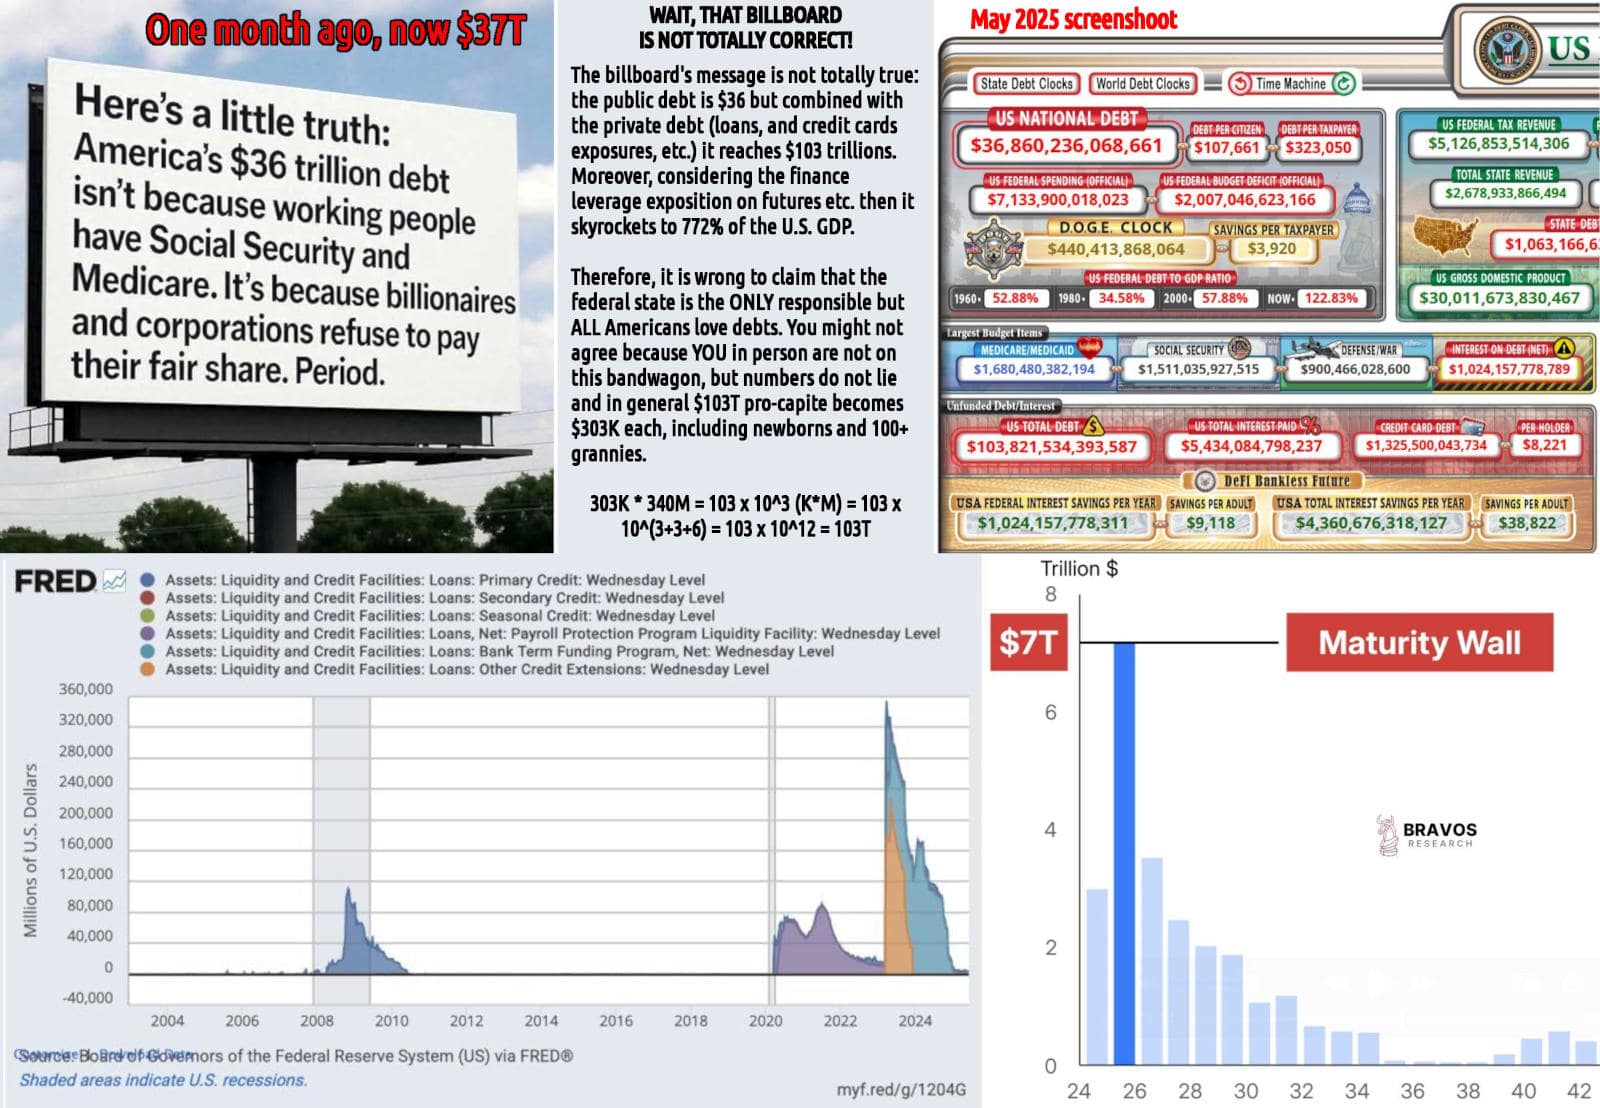 One month ago, now $37T
Here's a little truth:
America's $36 trillion debt
isn't because working people
have Social Security and
Medicare. It's because billionaires
and corporations refuse to pay
their fair share. Period.
WAIT, THAT BILLBOARD
IS NOT TOTALLY CORRECT!
The billboard's message is not totally true:
the public debt is $36 but combined with
the private debt (loans, and credit cards
exposures, etc.) it reaches $103 trillions.
Moreover, considering the finance
leverage exposition on futures etc. then it
skyrockets to 772% of the U.S. GDP.
Therefore, it is wrong to claim that the
federal state is the ONLY responsible but
ALL Americans love debts. You might not
agree because YOU in person are not on
this bandwagon, but numbers do not lie
and in general $103T pro-capite becomes
$303K each, including newborns and 100+
grannies.
303K * 340M = 103 x 10^3 (K*M) = 103 x
10^(3+3+6) = 103 x 10^12 = 103T
May 2025 screenshoot
US
State Debt Clocks World Debt Clocks Time Machine
US NATIONAL DEBT DEBT PER CITIZEN DEBT PER TAXPAYER
$36,860,236,068,661 $107,661 $323,050
US FEDERAL SPENDING (OFFICIAL) US FEDERAL BUDGET DEFICIT (OFFICIAL)
$7,133,900,018,023 $2,007,046,623,166
D.O.G.E. CLOCK SAVINGS PER TAXPAYER
$440,413,868,064 $3,920
US FEDERAL DEBT TO GDP RATIO
1960• 52.88% 1980• 34.58% 2000• 57.88% NOW• 122.83%
US FEDERAL TAX REVENUE
$5,126,853,514,306
TOTAL STATE REVENUE
$2,678,933,866,494
STATE DEB
$1,063,166,6
US GROSS DOMESTIC PRODUCT
$30,011,673,830,467
Largest Budget Items
MEDICARE/MEDICAID SOCIAL SECURITY DEFENSE/WAR INTEREST ON DEBT (NET)
$1,680,480,382,194 $1,511,035,927,515 $900,466,028,600 $1,024,157,778,789
Unfunded Debt/Interest
US TOTAL DEBT US TOTAL INTEREST PAID CREDIT CARD DEBT PER HOLDER
$103,821,534,393,587 $5,434,084,798,237 $1,325,500,043,734 $8,221
DeFi Bankless Future
USA FEDERAL INTEREST SAVINGS PER YEAR SAVINGS PER ADULT USA TOTAL INTEREST SAVINGS PER YEAR SAVINGS PER ADULT
$1,024,157,778,311 $9,118 $4,360,676,318,127 $38,822
FRED
Assets: Liquidity and Credit Facilities: Loans: Primary Credit: Wednesday Level
Assets: Liquidity and Credit Facilities: Loans: Secondary Credit: Wednesday Level
Assets: Liquidity and Credit Facilities: Loans: Seasonal Credit: Wednesday Level
Assets: Liquidity and Credit Facilities: Loans, Net: Payroll Protection Program Liquidity Facility: Wednesday Level
Assets: Liquidity and Credit Facilities: Loans: Bank Term Funding Program, Net: Wednesday Level
Assets: Liquidity and Credit Facilities: Loans: Other Credit Extensions: Wednesday Level
Millions of U.S. Dollars
360,000
320,000
280,000
240,000
200,000
160,000
120,000
80,000
40,000
0
-40,000
2004 2006 2008 2010 2012 2014 2016 2018 2020 2022 2024
Source: Board of Governors of the Federal Reserve System (US) via FRED®
Shaded areas indicate U.S. recessions.
myf.red/g/1204G
Trillion $
8
$7T
Maturity Wall
6
4
BRAVOS
RESEARCH
2
0
24 26 28 30 32 34 36 38 40 42